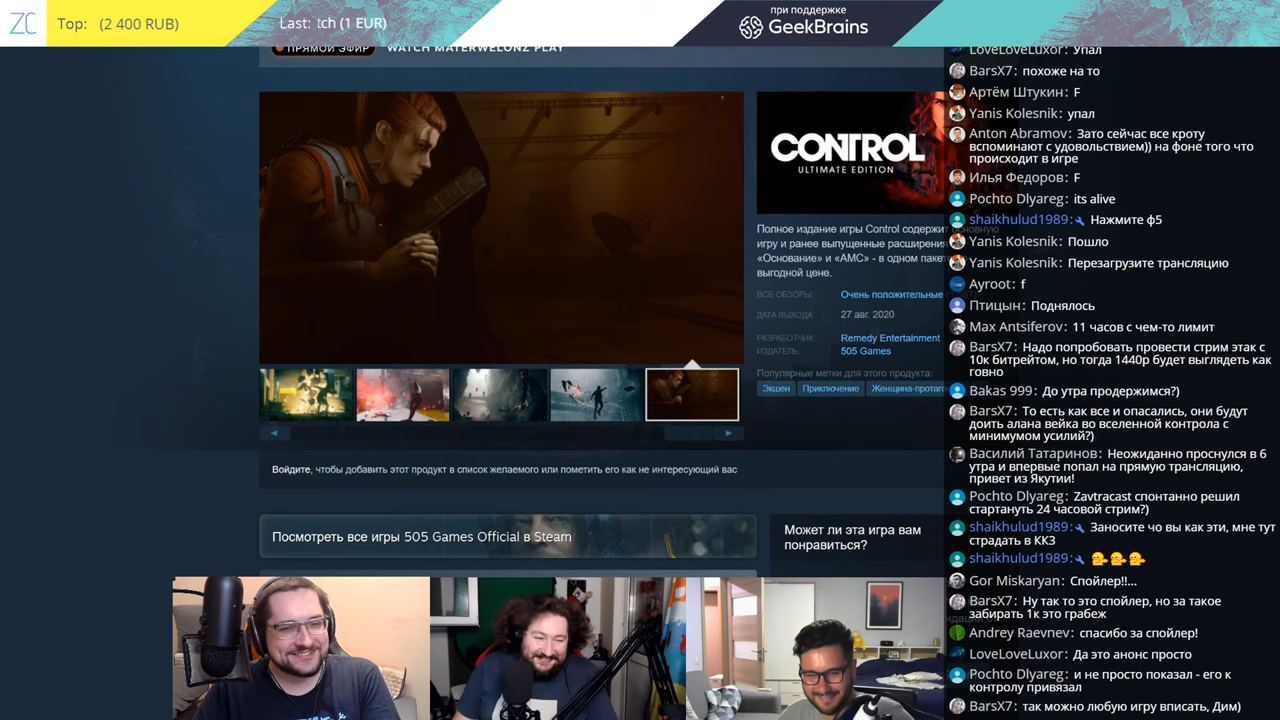 ZC
Top: (2 400 RUB)
Last: tch (1 EUR)
при поддержке
GeekBrains
ПРЯМОЙ ЭФИР
WATCH MATERWELONZ PLAY
CONTROL
ULTIMATE EDITION
Полное издание игры Control содержит основную
игру и ранее выпущенные расширения
«Основание» и «АМС» - в одном пакете
выгодной цене.
ВСЕ ОБЗОРЫ:
Очень положительные
ДАТА ВЫХОДА:
27 авг. 2020
РАЗРАБОТЧИК:
Remedy Entertainment
ИЗДАТЕЛЬ:
505 Games
Популярные метки для этого продукта:
Экшен
Приключение
Женщина-протаго
Войдите, чтобы добавить этот продукт в список желаемого или пометить его как не интересующий вас
Посмотреть все игры 505 Games Official в Steam
Может ли эта игра вам
понравиться?
LoveLoveLuxor: Упал
BarsX7: похоже на то
Артём Штукин: F
Yanis Kolesnik: упал
Anton Abramov: Зато сейчас все кроту
вспоминают с удовольствием)) на фоне того что
происходит в игре
Илья Федоров: F
Pochto Dlyareg: its alive
shaikhulud1989: Нажмите ф5
Yanis Kolesnik: Пошло
Yanis Kolesnik: Перезагрузите трансляцию
Ayroot: f
Птицын: Поднялось
Max Antsiferov: 11 часов с чем-то лимит
BarsX7: Надо попробовать провести стрим этак с
10к битрейтом, но тогда 1440p будет выглядеть как
говно
Bakas 999: До утра продержимся?)
BarsX7: То есть как все и опасались, они будут
доить алана вейка во вселенной контрола с
минимумом усилий?)
Василий Татаринов: Неожиданно проснулся в 6
утра и впервые попал на прямую трансляцию,
привет из Якутии!
Pochto Dlyareg: Zavtracast спонтанно решил
стартануть 24 часовой стрим?)
shaikhulud1989: Заносите чо вы как эти, мне тут
страдать в ККЗ
shaikhulud1989:
Gor Miskaryan: Спойлер!!...
BarsX7: Ну так то это спойлер, но за такое
забирать 1к это грабеж
Andrey Raevnev: спасибо за спойлер!
LoveLoveLuxor: Да это анонс просто
Pochto Dlyareg: и не просто показал - его к
контролу привязал
BarsX7: так можно любую игру вписать, Дим)